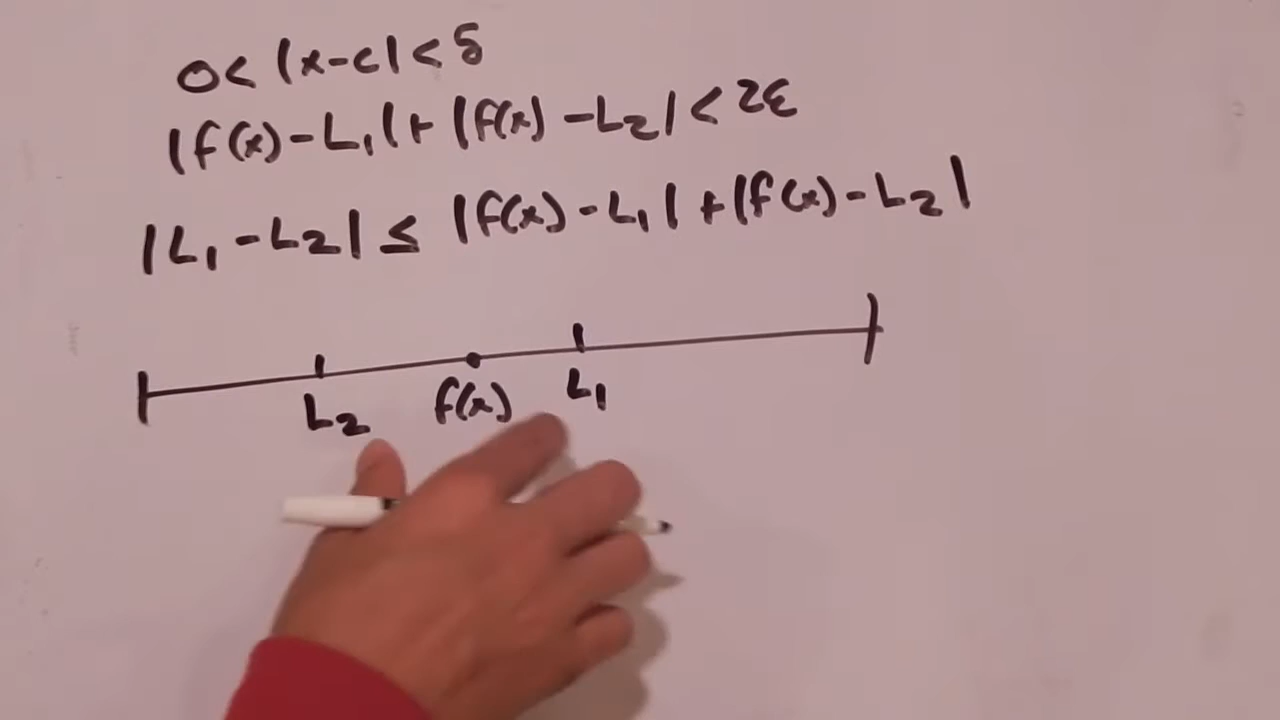 0 < |x-c| < δ
|f(x) - L₁| + |f(x) - L₂| < 2ε
|L₁ - L₂| ≤ |f(x) - L₁| + |f(x) - L₂|
L₂ f(x) L₁